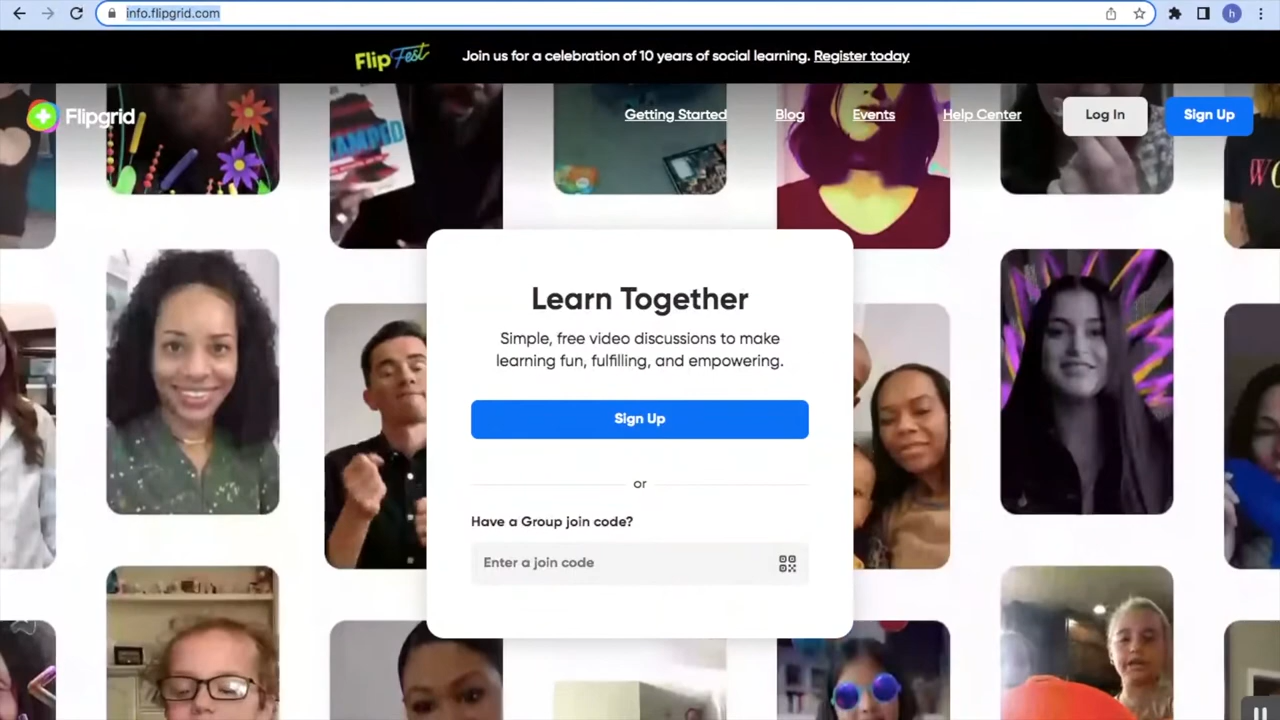 info.flipgrid.com
h
FlipFest
Join us for a celebration of 10 years of social learning. Register today
Flipgrid
Getting Started
Blog
Events
Help Center
Log In
Sign Up
Learn Together
Simple, free video discussions to make
learning fun, fulfilling, and empowering.
Sign Up
or
Have a Group join code?
Enter a join code